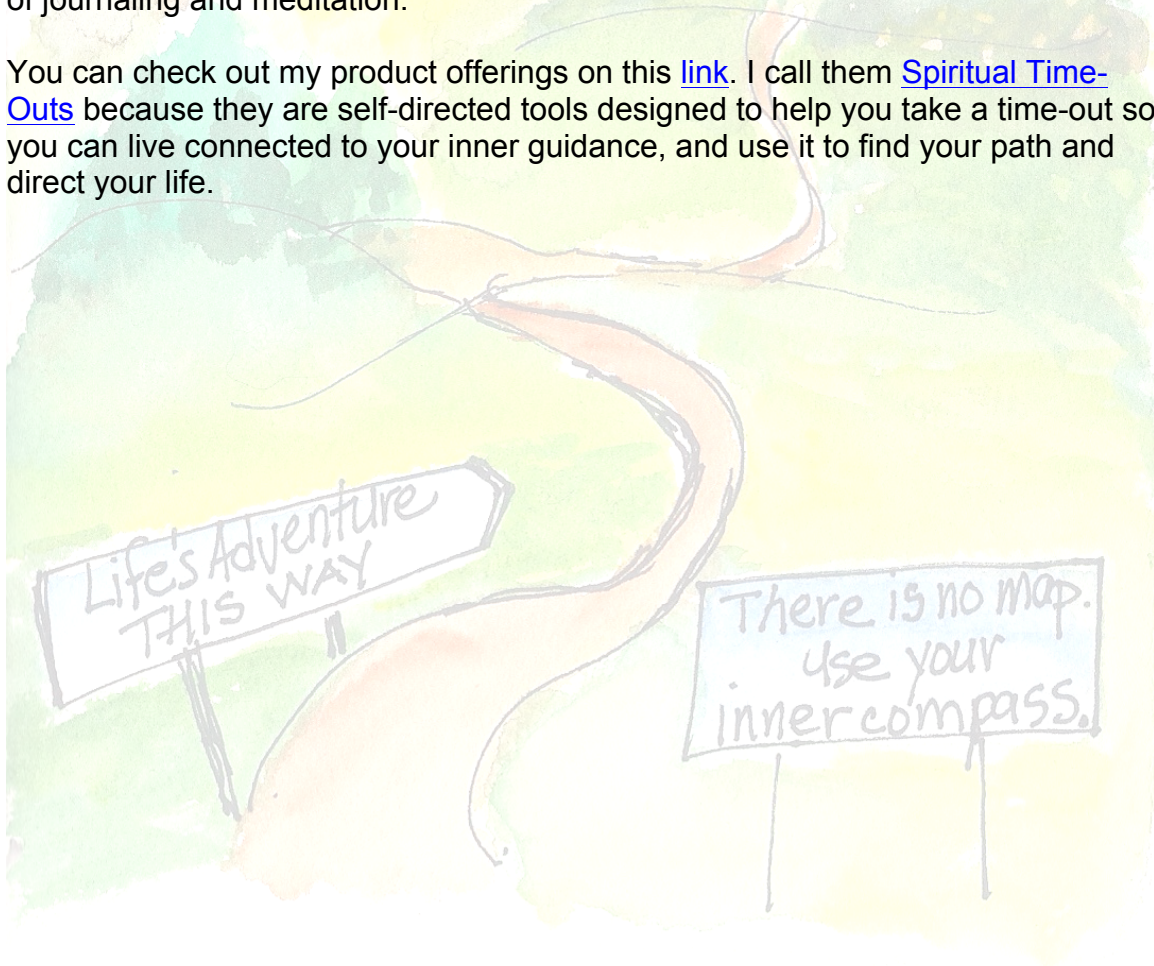 of journaling and meditation.
You can check out my product offerings on this link. I call them Spiritual Time-
Outs because they are self-directed tools designed to help you take a time-out so
you can live connected to your inner guidance, and use it to find your path and
direct your life.
Life's Adventure
THIS WAY
There is no map.
use your
inner compass.